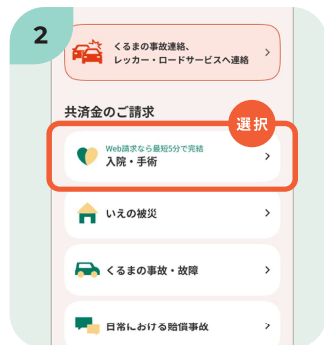 2
くるまの事故連絡、
レッカー・ロードサービスへ連絡
共済金のご請求
選択
Web請求なら最短5分で完結
入院・手術
いえの被災
くるまの事故・故障
日常における賠償事故